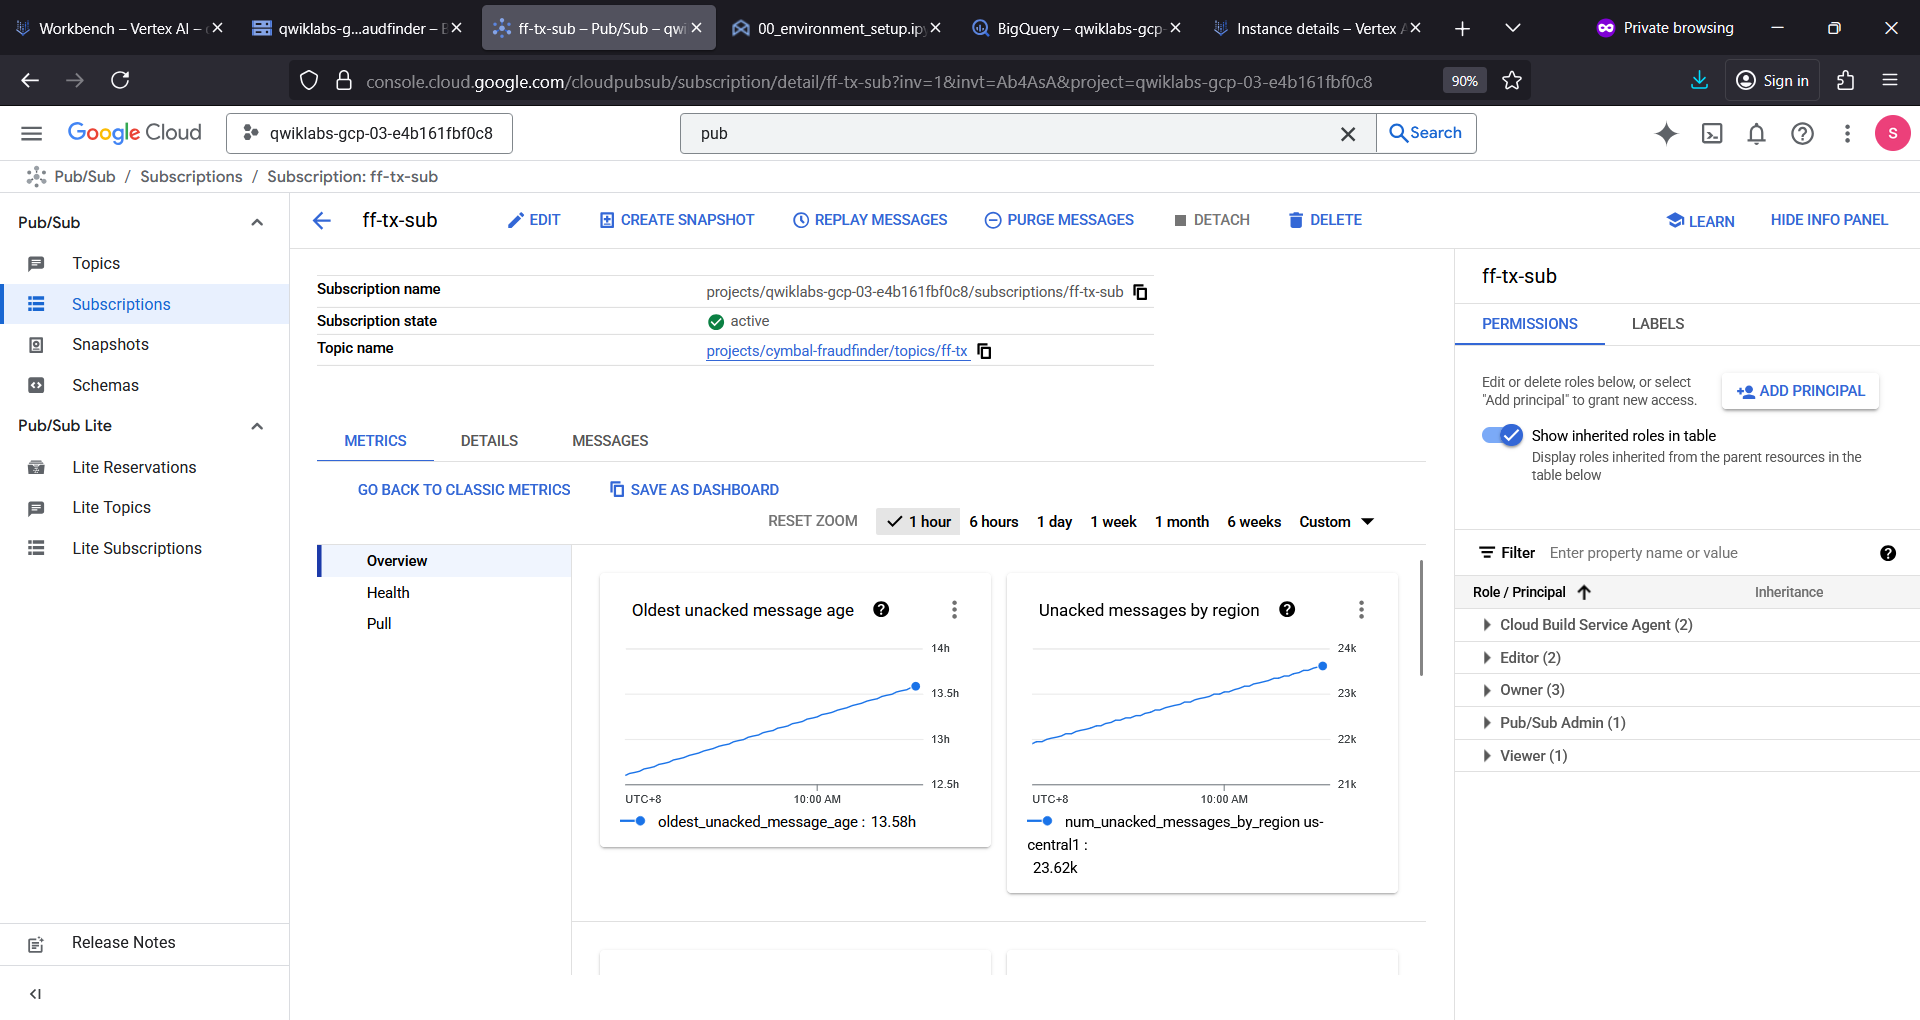 Workbench – Vertex AI –
qwiklabs-g...audfinder –
ff-tx-sub – Pub/Sub – qwi
00_environment_setup.ipy
BigQuery – qwiklabs-gcp-
Instance details – Vertex
Private browsing
console.cloud.google.com/cloudpubsub/subscription/detail/ff-tx-sub?inv=1&invt=Ab4AsA&project=qwiklabs-gcp-03-e4b161fbf0c8
90%
Sign in
Google Cloud
qwiklabs-gcp-03-e4b161fbf0c8
pub
Search
S
Pub/Sub / Subscriptions / Subscription: ff-tx-sub
Pub/Sub
Topics
Subscriptions
Snapshots
Schemas
Pub/Sub Lite
Lite Reservations
Lite Topics
Lite Subscriptions
Release Notes
ff-tx-sub
EDIT
CREATE SNAPSHOT
REPLAY MESSAGES
PURGE MESSAGES
DETACH
DELETE
LEARN
HIDE INFO PANEL
Subscription name
projects/qwiklabs-gcp-03-e4b161fbf0c8/subscriptions/ff-tx-sub
Subscription state
active
Topic name
projects/cymbal-fraudfinder/topics/ff-tx
METRICS
DETAILS
MESSAGES
GO BACK TO CLASSIC METRICS
SAVE AS DASHBOARD
RESET ZOOM
1 hour
6 hours
1 day
1 week
1 month
6 weeks
Custom
Overview
Health
Pull
Oldest unacked message age
14h
13.5h
13h
12.5h
UTC+8
10:00 AM
oldest_unacked_message_age : 13.58h
Unacked messages by region
24k
23k
22k
21k
UTC+8
10:00 AM
num_unacked_messages_by_region us-
central1 :
23.62k
ff-tx-sub
PERMISSIONS
LABELS
Edit or delete roles below, or select
"Add principal" to grant new access.
ADD PRINCIPAL
Show inherited roles in table
Display roles inherited from the parent resources in the
table below
Filter
Enter property name or value
Role / Principal
Inheritance
Cloud Build Service Agent (2)
Editor (2)
Owner (3)
Pub/Sub Admin (1)
Viewer (1)